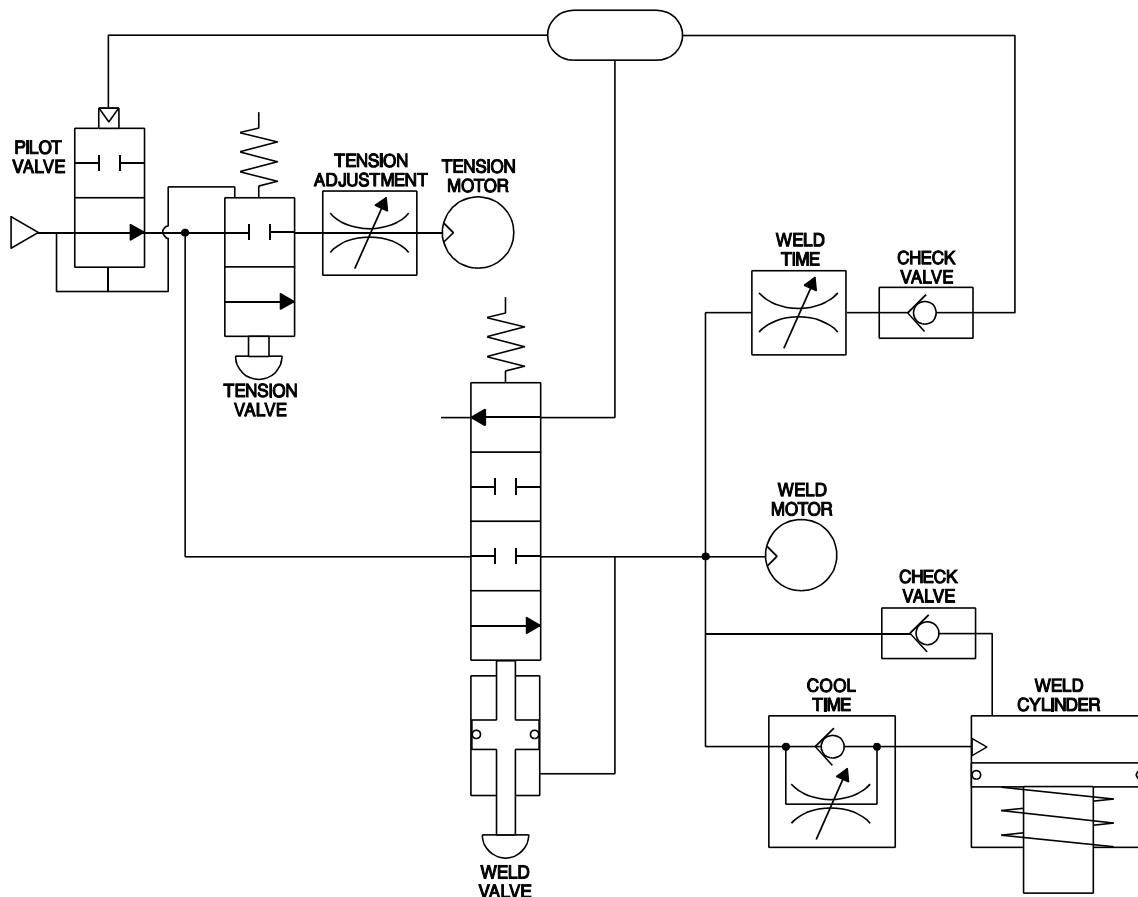 PILOT
VALVE
TENSION
ADJUSTMENT
TENSION
MOTOR
TENSION
VALVE
WELD
TIME
CHECK
VALVE
WELD
MOTOR
CHECK
VALVE
COOL
TIME
WELD
CYLINDER
WELD
VALVE